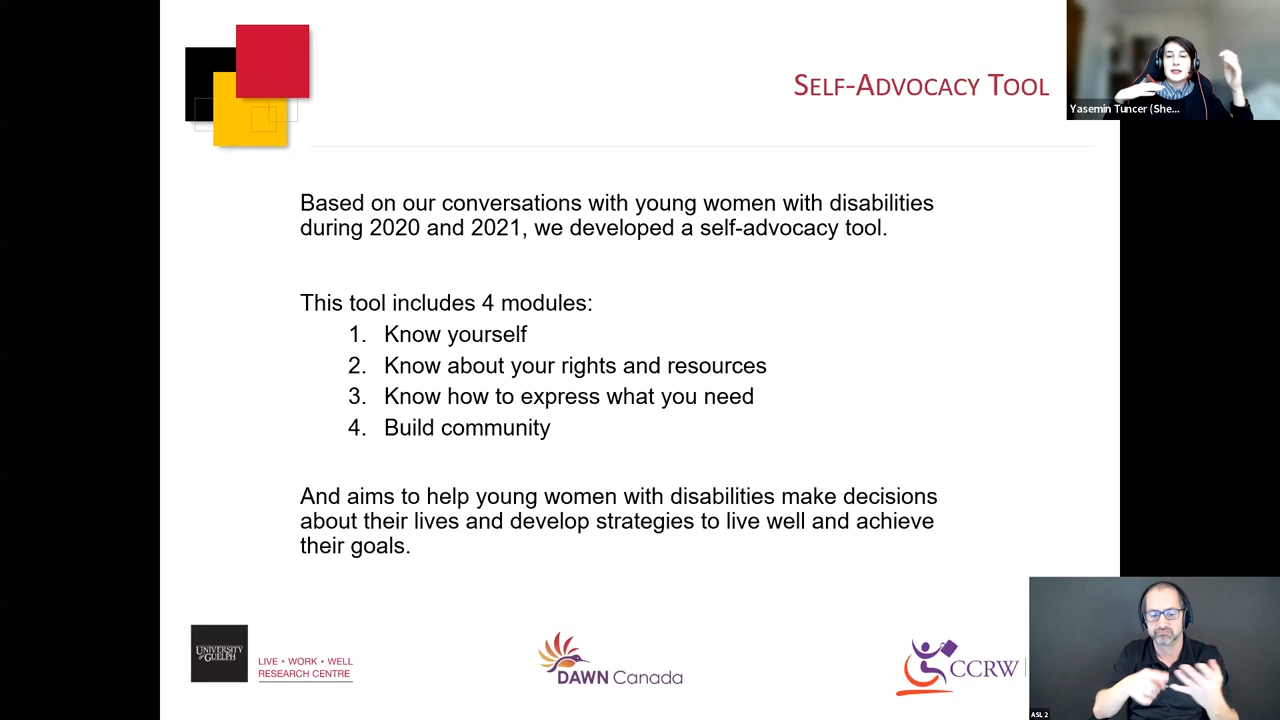 SELF-ADVOCACY TOOL
Yasemin Tuncer (She...
Based on our conversations with young women with disabilities
during 2020 and 2021, we developed a self-advocacy tool.
This tool includes 4 modules:
1. Know yourself
2. Know about your rights and resources
3. Know how to express what you need
4. Build community
And aims to help young women with disabilities make decisions
about their lives and develop strategies to live well and achieve
their goals.
UNIVERSITY
OF GUELPH
LIVE • WORK • WELL
RESEARCH CENTRE
DAWN Canada
CCRW
ASL 2